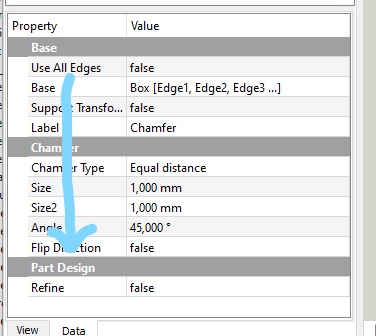 Property Value
Base
Use All Edges false
Base Box [Edge1, Edge2, Edge3 ...]
Support Transfo... false
Label Chamfer
Chamfer
Chamfer Type Equal distance
Size 1,000 mm
Size2 1,000 mm
Angle 45,000 °
Flip Direction false
Part Design
Refine false
View Data